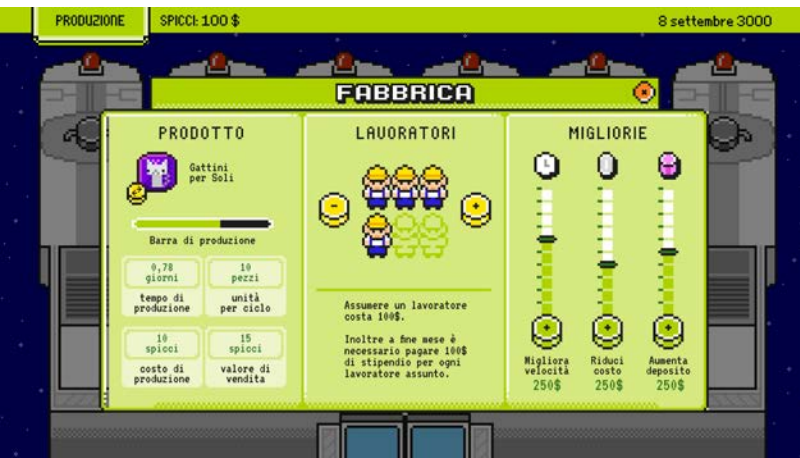 PRODUZIONE
SPICCI: 100 $
8 settembre 3000
FABBRICA
PRODOTTO
Gattini
per Soli
Barra di produzione
0,78
giorni
tempo di
produzione
10
pezzi
unità
per ciclo
10
spicci
costo di
produzione
15
spicci
valore di
vendita
LAVORATORI
Assumere un lavoratore
costa 100$.
Inoltre a fine mese è
necessario pagare 100$
di stipendio per ogni
lavoratore assunto.
MIGLIORIE
Migliora
velocità
250$
Riduci
costo
250$
Aumenta
deposito
250$